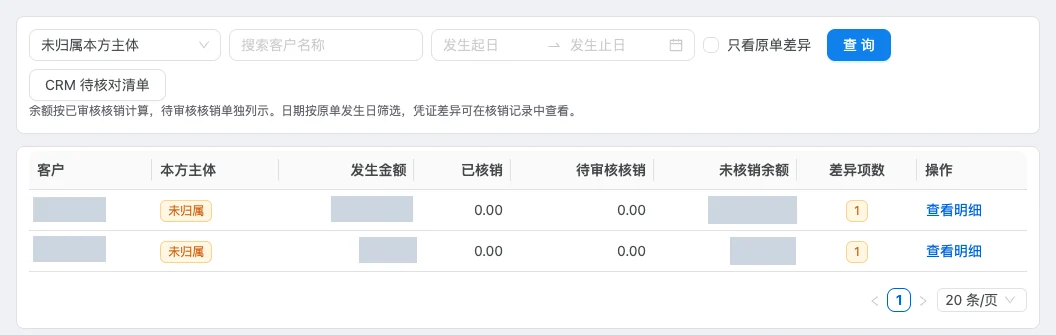 未归属本方主体 搜索客户名称 发生起日 → 发生止日 只看原单差异 查 询
CRM 待核对清单
余额按已审核核销计算，待审核核销单独列示。日期按原单发生日筛选，凭证差异可在核销记录中查看。
客户 本方主体 发生金额 已核销 待审核核销 未核销余额 差异项数 操作
未归属 0.00 0.00 1 查看明细
未归属 0.00 0.00 1 查看明细
< 1 > 20 条/页